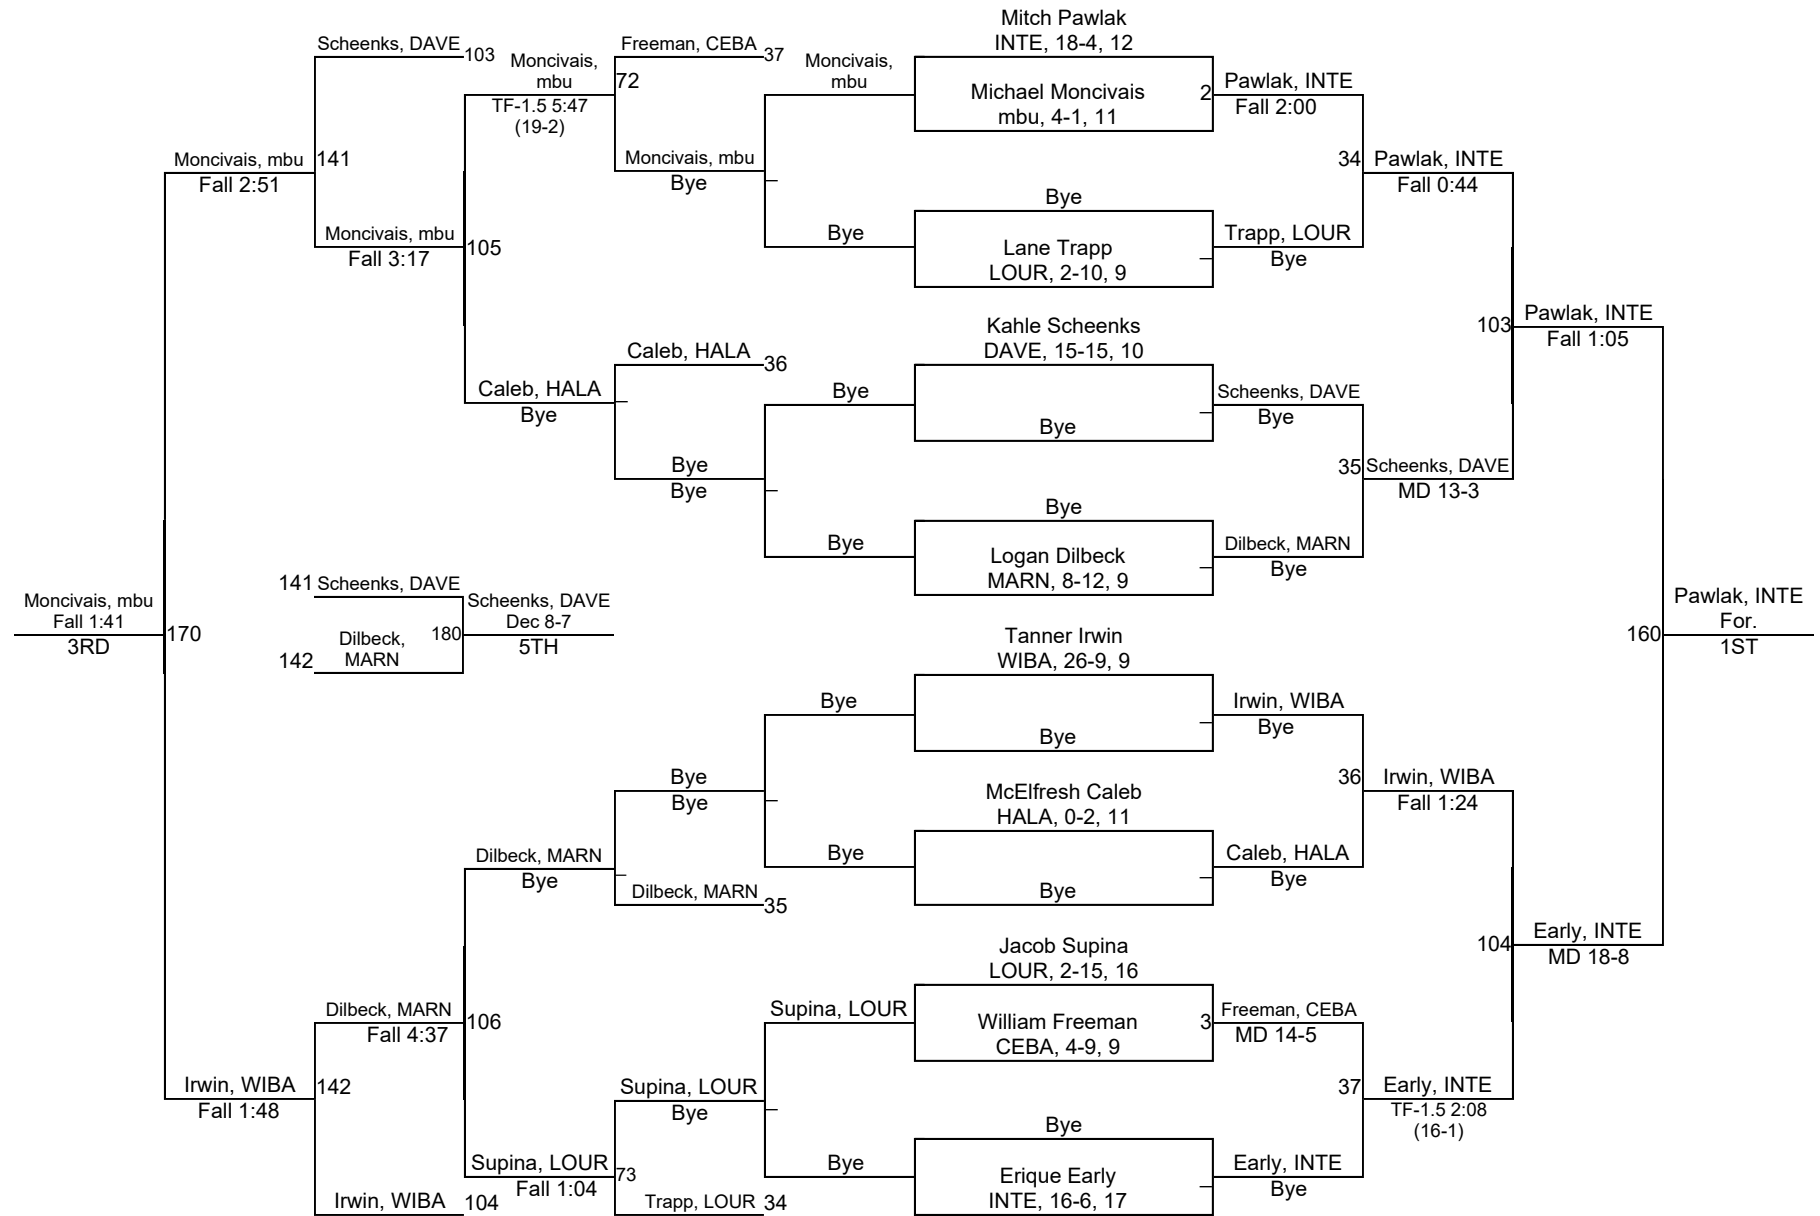 Mitch Pawlak
INTE, 18-4, 12
Michael Moncivais
mbu, 4-1, 11
2
Bye
Lane Trapp
LOUR, 2-10, 9
Kahle Scheenks
DAVE, 15-15, 10
Bye
Bye
Logan Dilbeck
MARN, 8-12, 9
Tanner Irwin
WIBA, 26-9, 9
Bye
McElfresh Caleb
HALA, 0-2, 11
Bye
Jacob Supina
LOUR, 2-15, 16
William Freeman
CEBA, 4-9, 9
3
Bye
Erique Early
INTE, 16-6, 17
Pawlak, INTE
Fall 2:00
Trapp, LOUR
Bye
Scheenks, DAVE
Bye
Dilbeck, MARN
Bye
Irwin, WIBA
Bye
Caleb, HALA
Bye
Freeman, CEBA
MD 14-5
Early, INTE
Bye
34
Pawlak, INTE
Fall 0:44
35
Scheenks, DAVE
MD 13-3
36
Irwin, WIBA
Fall 1:24
37
Early, INTE
TF-1.5 2:08
(16-1)
103
Pawlak, INTE
Fall 1:05
104
Early, INTE
MD 18-8
160
Pawlak, INTE
For.
1ST
Moncivais,
mbu
Bye
Bye
Bye
Bye
Bye
Supina, LOUR
Bye
Freeman, CEBA
37
Moncivais, mbu
Bye
Caleb, HALA
36
Bye
Bye
Bye
Bye
Dilbeck, MARN
35
Supina, LOUR
Bye
Trapp, LOUR
34
Moncivais,
mbu
72
TF-1.5 5:47
(19-2)
Caleb, HALA
Bye
Dilbeck, MARN
Bye
Supina, LOUR
73
Fall 1:04
Scheenks, DAVE
103
Moncivais, mbu
105
Fall 3:17
Dilbeck, MARN
106
Fall 4:37
Irwin, WIBA
104
Moncivais, mbu
141
Fall 2:51
Irwin, WIBA
142
Fall 1:48
141
Scheenks, DAVE
142
Dilbeck,
MARN
180
Scheenks, DAVE
Dec 8-7
5TH
Moncivais, mbu
Fall 1:41
170
3RD